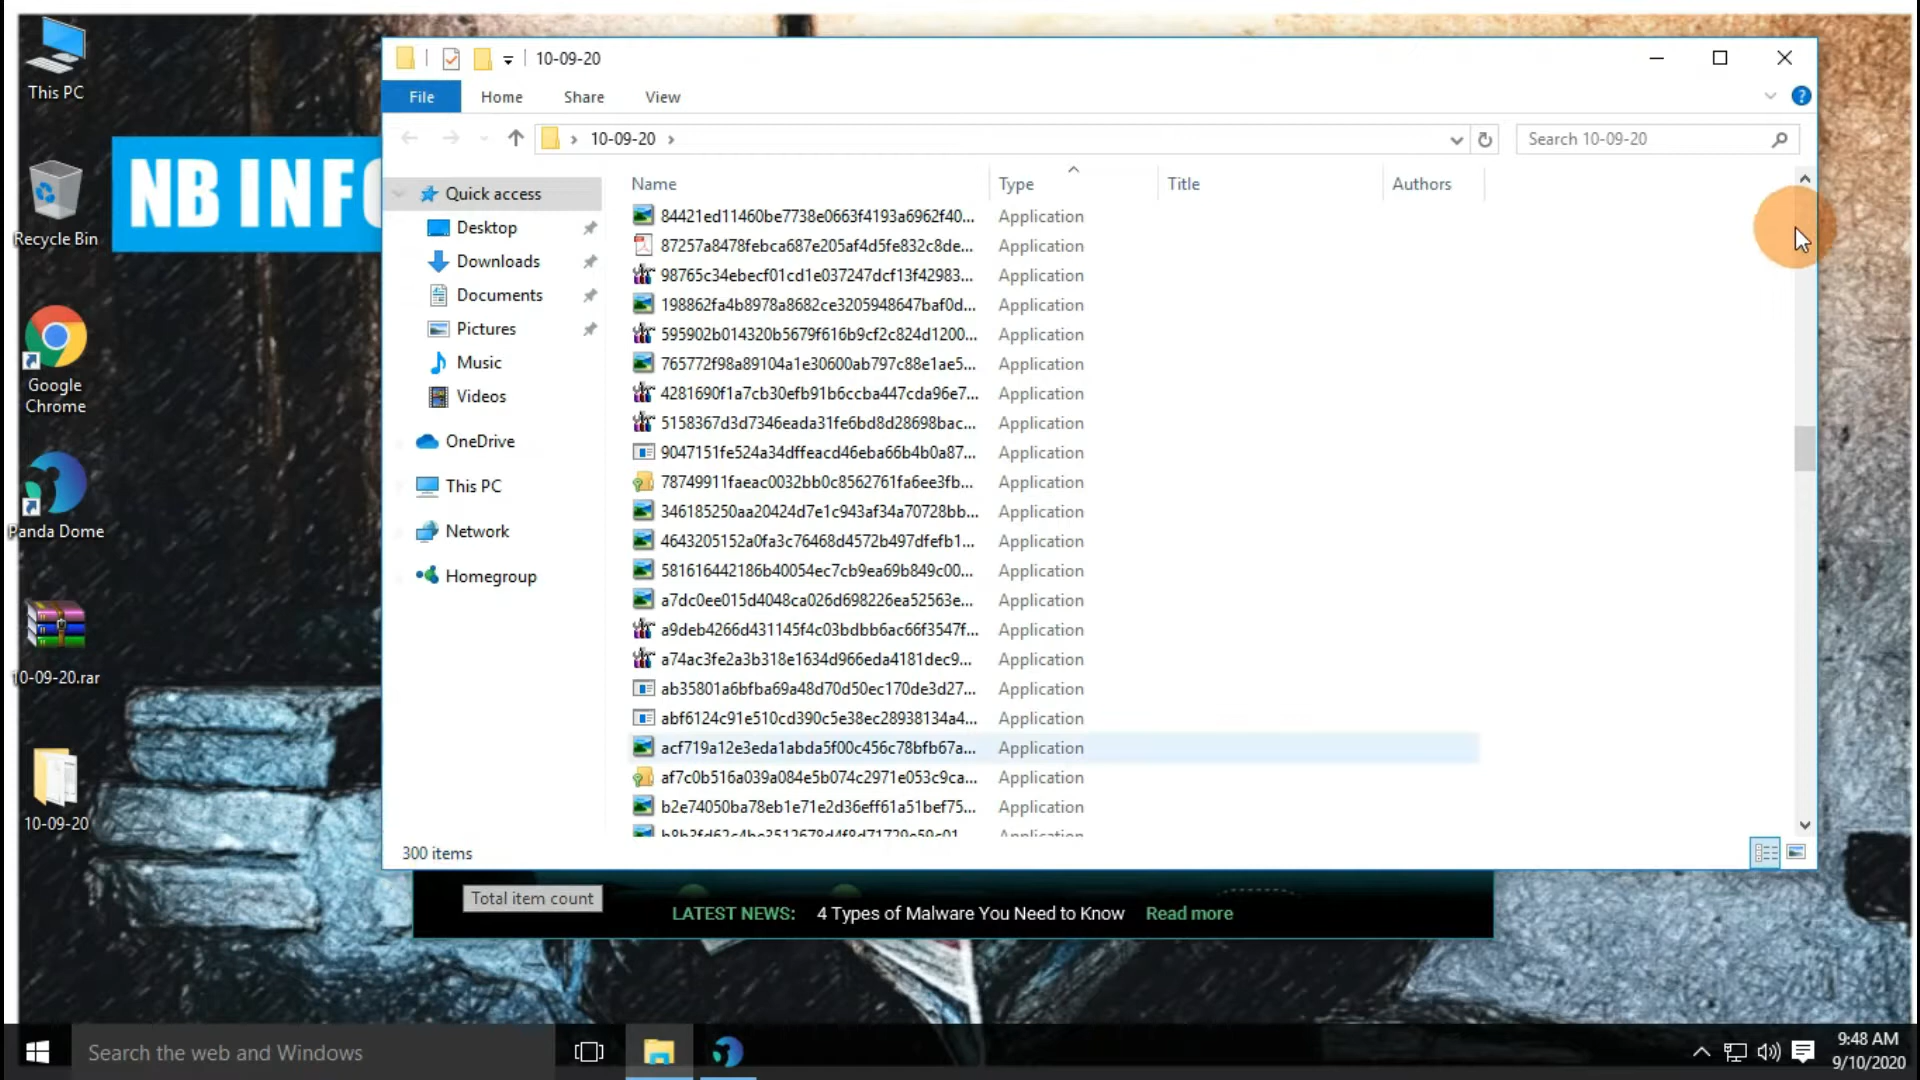 This PC
Recycle Bin
Google
Chrome
Panda Dome
10-09-20.rar
10-09-20
NB INFO
10-09-20
File
Home
Share
View
10-09-20
Search 10-09-20
Quick access
Desktop
Downloads
Documents
Pictures
Music
Videos
OneDrive
This PC
Network
Homegroup
Name Type Title Authors
84421ed11460be7738e0663f4193a6962f40... Application
87257a8478febca687e205af4d5fe832c8de... Application
98765c34ebecf01cd1e037247dcf13f42983... Application
198862fa4b8978a8682ce3205948647baf0d... Application
595902b014320b5679f616b9cf2c824d1200... Application
765772f98a89104a1e30600ab797c88e1ae5... Application
4281690f1a7cb30efb91b6ccba447cda96e7... Application
5158367d3d7346eada31fe6bd8d28698bac... Application
9047151fe524a34dffeacd46eba66b4b0a87... Application
78749911faeac0032bb0c8562761fa6ee3fb... Application
346185250aa20424d7e1c943af34a70728bb... Application
4643205152a0fa3c76468d4572b497dfefb1... Application
581616442186b40054ec7cb9ea69b849c00... Application
a7dc0ee015d4048ca026d698226ea52563e... Application
a9deb4266d431145f4c03bdbb6ac66f3547f... Application
a74ac3fe2a3b318e1634d966eda4181dec9... Application
ab35801a6bfba69a48d70d50ec170de3d27... Application
abf6124c91e510cd390c5e38ec28938134a4... Application
acf719a12e3eda1abda5f00c456c78bfb67a... Application
af7c0b516a039a084e5b074c2971e053c9ca... Application
b2e74050ba78eb1e71e2d36eff61a51bef75... Application
Application
300 items
Total item count
LATEST NEWS: 4 Types of Malware You Need to Know Read more
Search the web and Windows
9:48 AM
9/10/2020